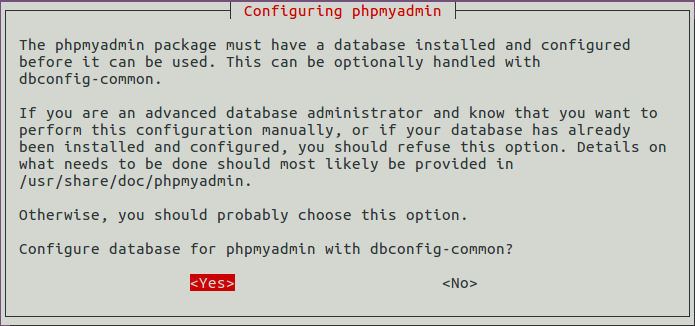 Configuring phpmyadmin
The phpmyadmin package must have a database installed and configured
before it can be used. This can be optionally handled with
dbconfig-common.
If you are an advanced database administrator and know that you want to
perform this configuration manually, or if your database has already
been installed and configured, you should refuse this option. Details on
what needs to be done should most likely be provided in
/usr/share/doc/phpmyadmin.
Otherwise, you should probably choose this option.
Configure database for phpmyadmin with dbconfig-common?
<Yes> <No>